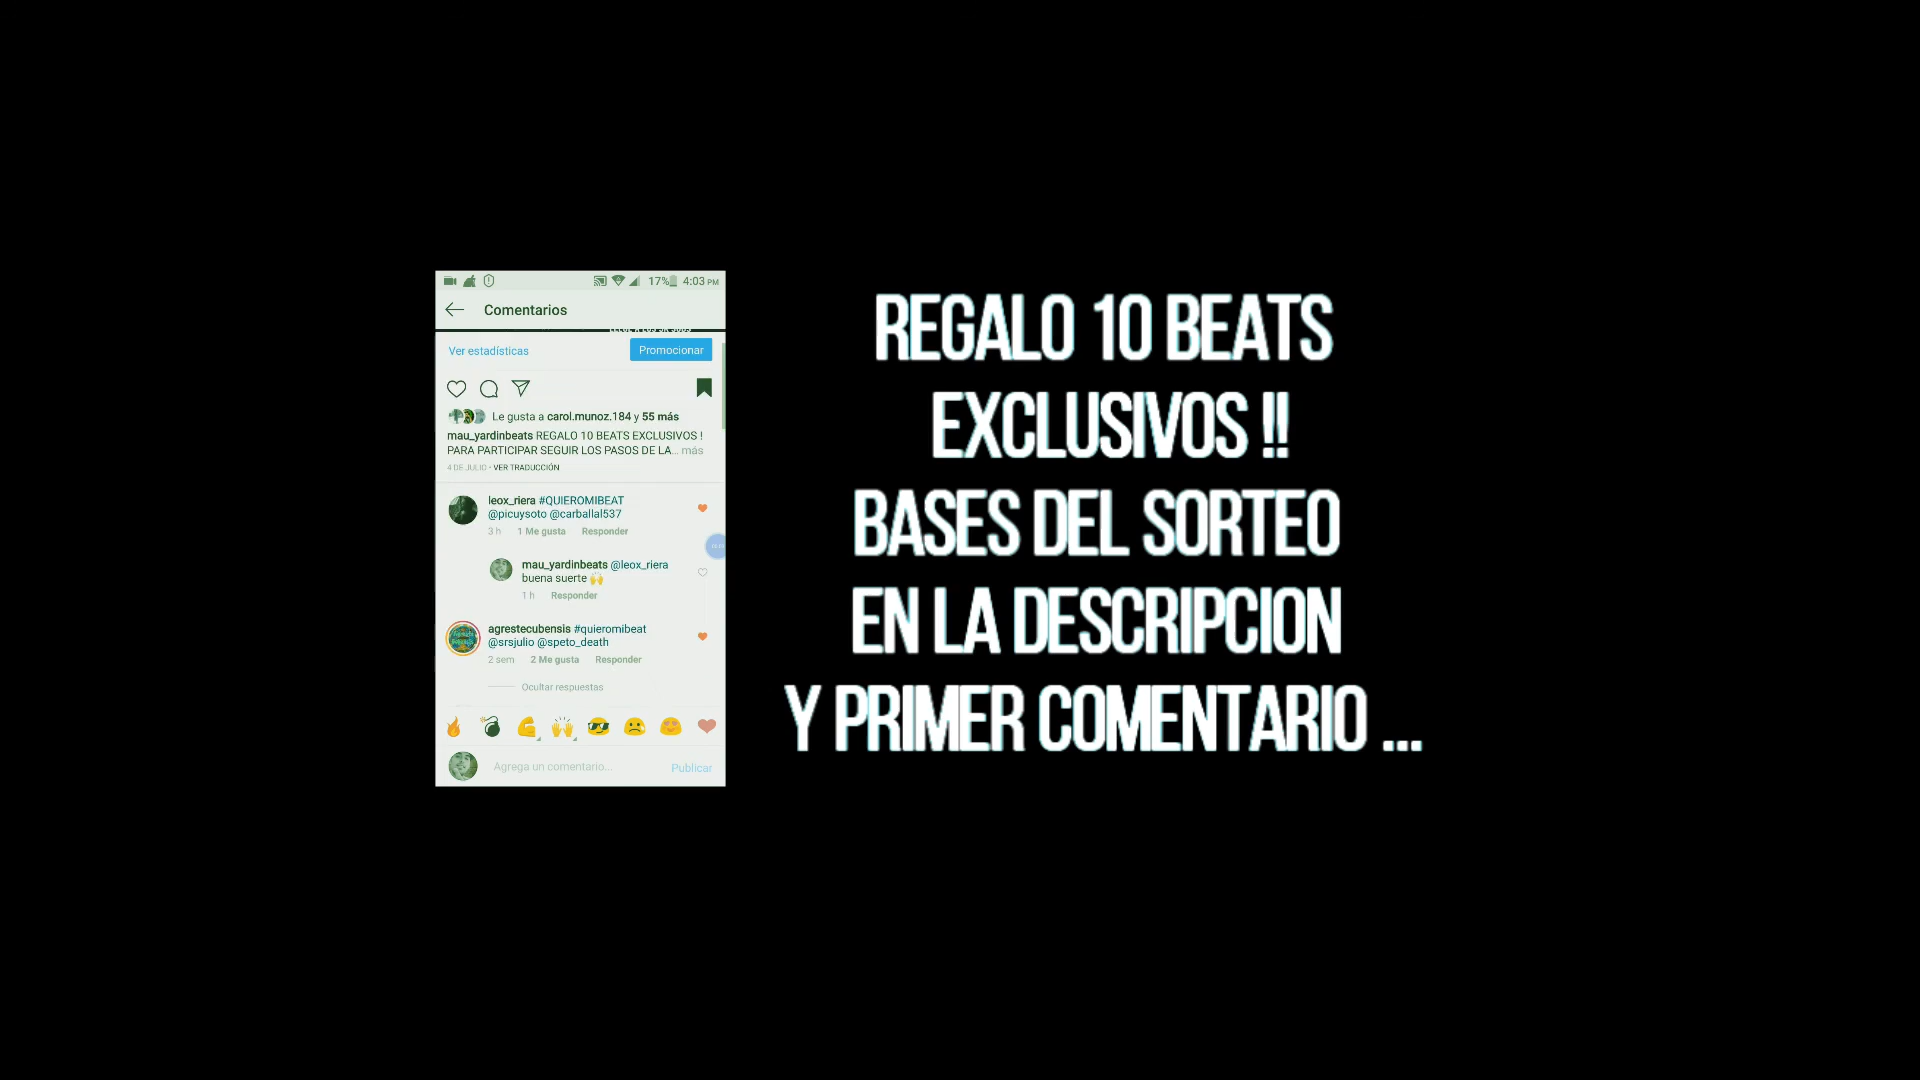 17% 4:03 PM
Comentarios
Ver estadísticas
Promocionar
Le gusta a carol.munoz.184 y 55 más
mau_yardinbeats REGALO 10 BEATS EXCLUSIVOS !
PARA PARTICIPAR SEGUIR LOS PASOS DE LA... más
4 DE JULIO • VER TRADUCCIÓN
leox_riera #QUIEROMIBEAT
@picuysoto @carballal537
3 h 1 Me gusta Responder
mau_yardinbeats @leox_riera
buena suerte 🙌
1 h Responder
agrestecubensis #quieromibeat
@srsjulio @speto_death
2 sem 2 Me gusta Responder
Ocultar respuestas
Agrega un comentario...
Publicar
REGALO 10 BEATS
EXCLUSIVOS !!
BASES DEL SORTEO
EN LA DESCRIPCION
Y PRIMER COMENTARIO ...